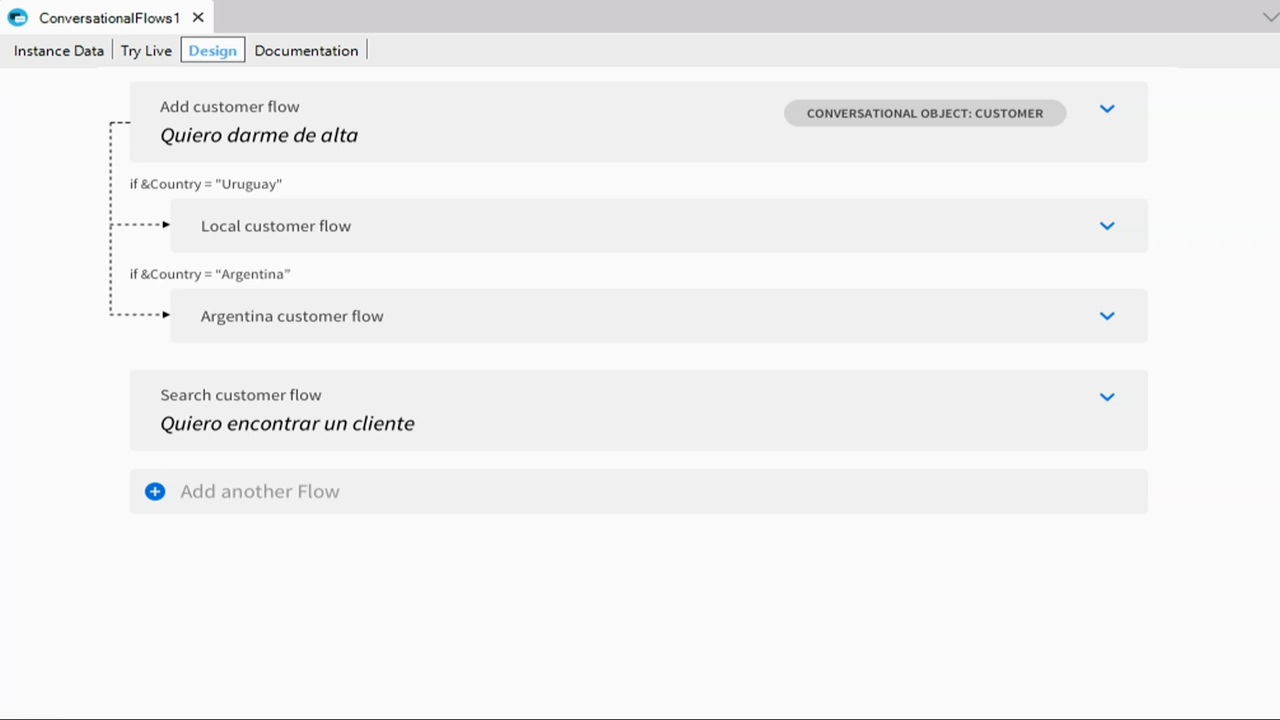 ConversationalFlows1
Instance Data Try Live Design Documentation
Add customer flow
CONVERSATIONAL OBJECT: CUSTOMER
Quiero darme de alta
if &Country = "Uruguay"
Local customer flow
if &Country = “Argentina”
Argentina customer flow
Search customer flow
Quiero encontrar un cliente
Add another Flow